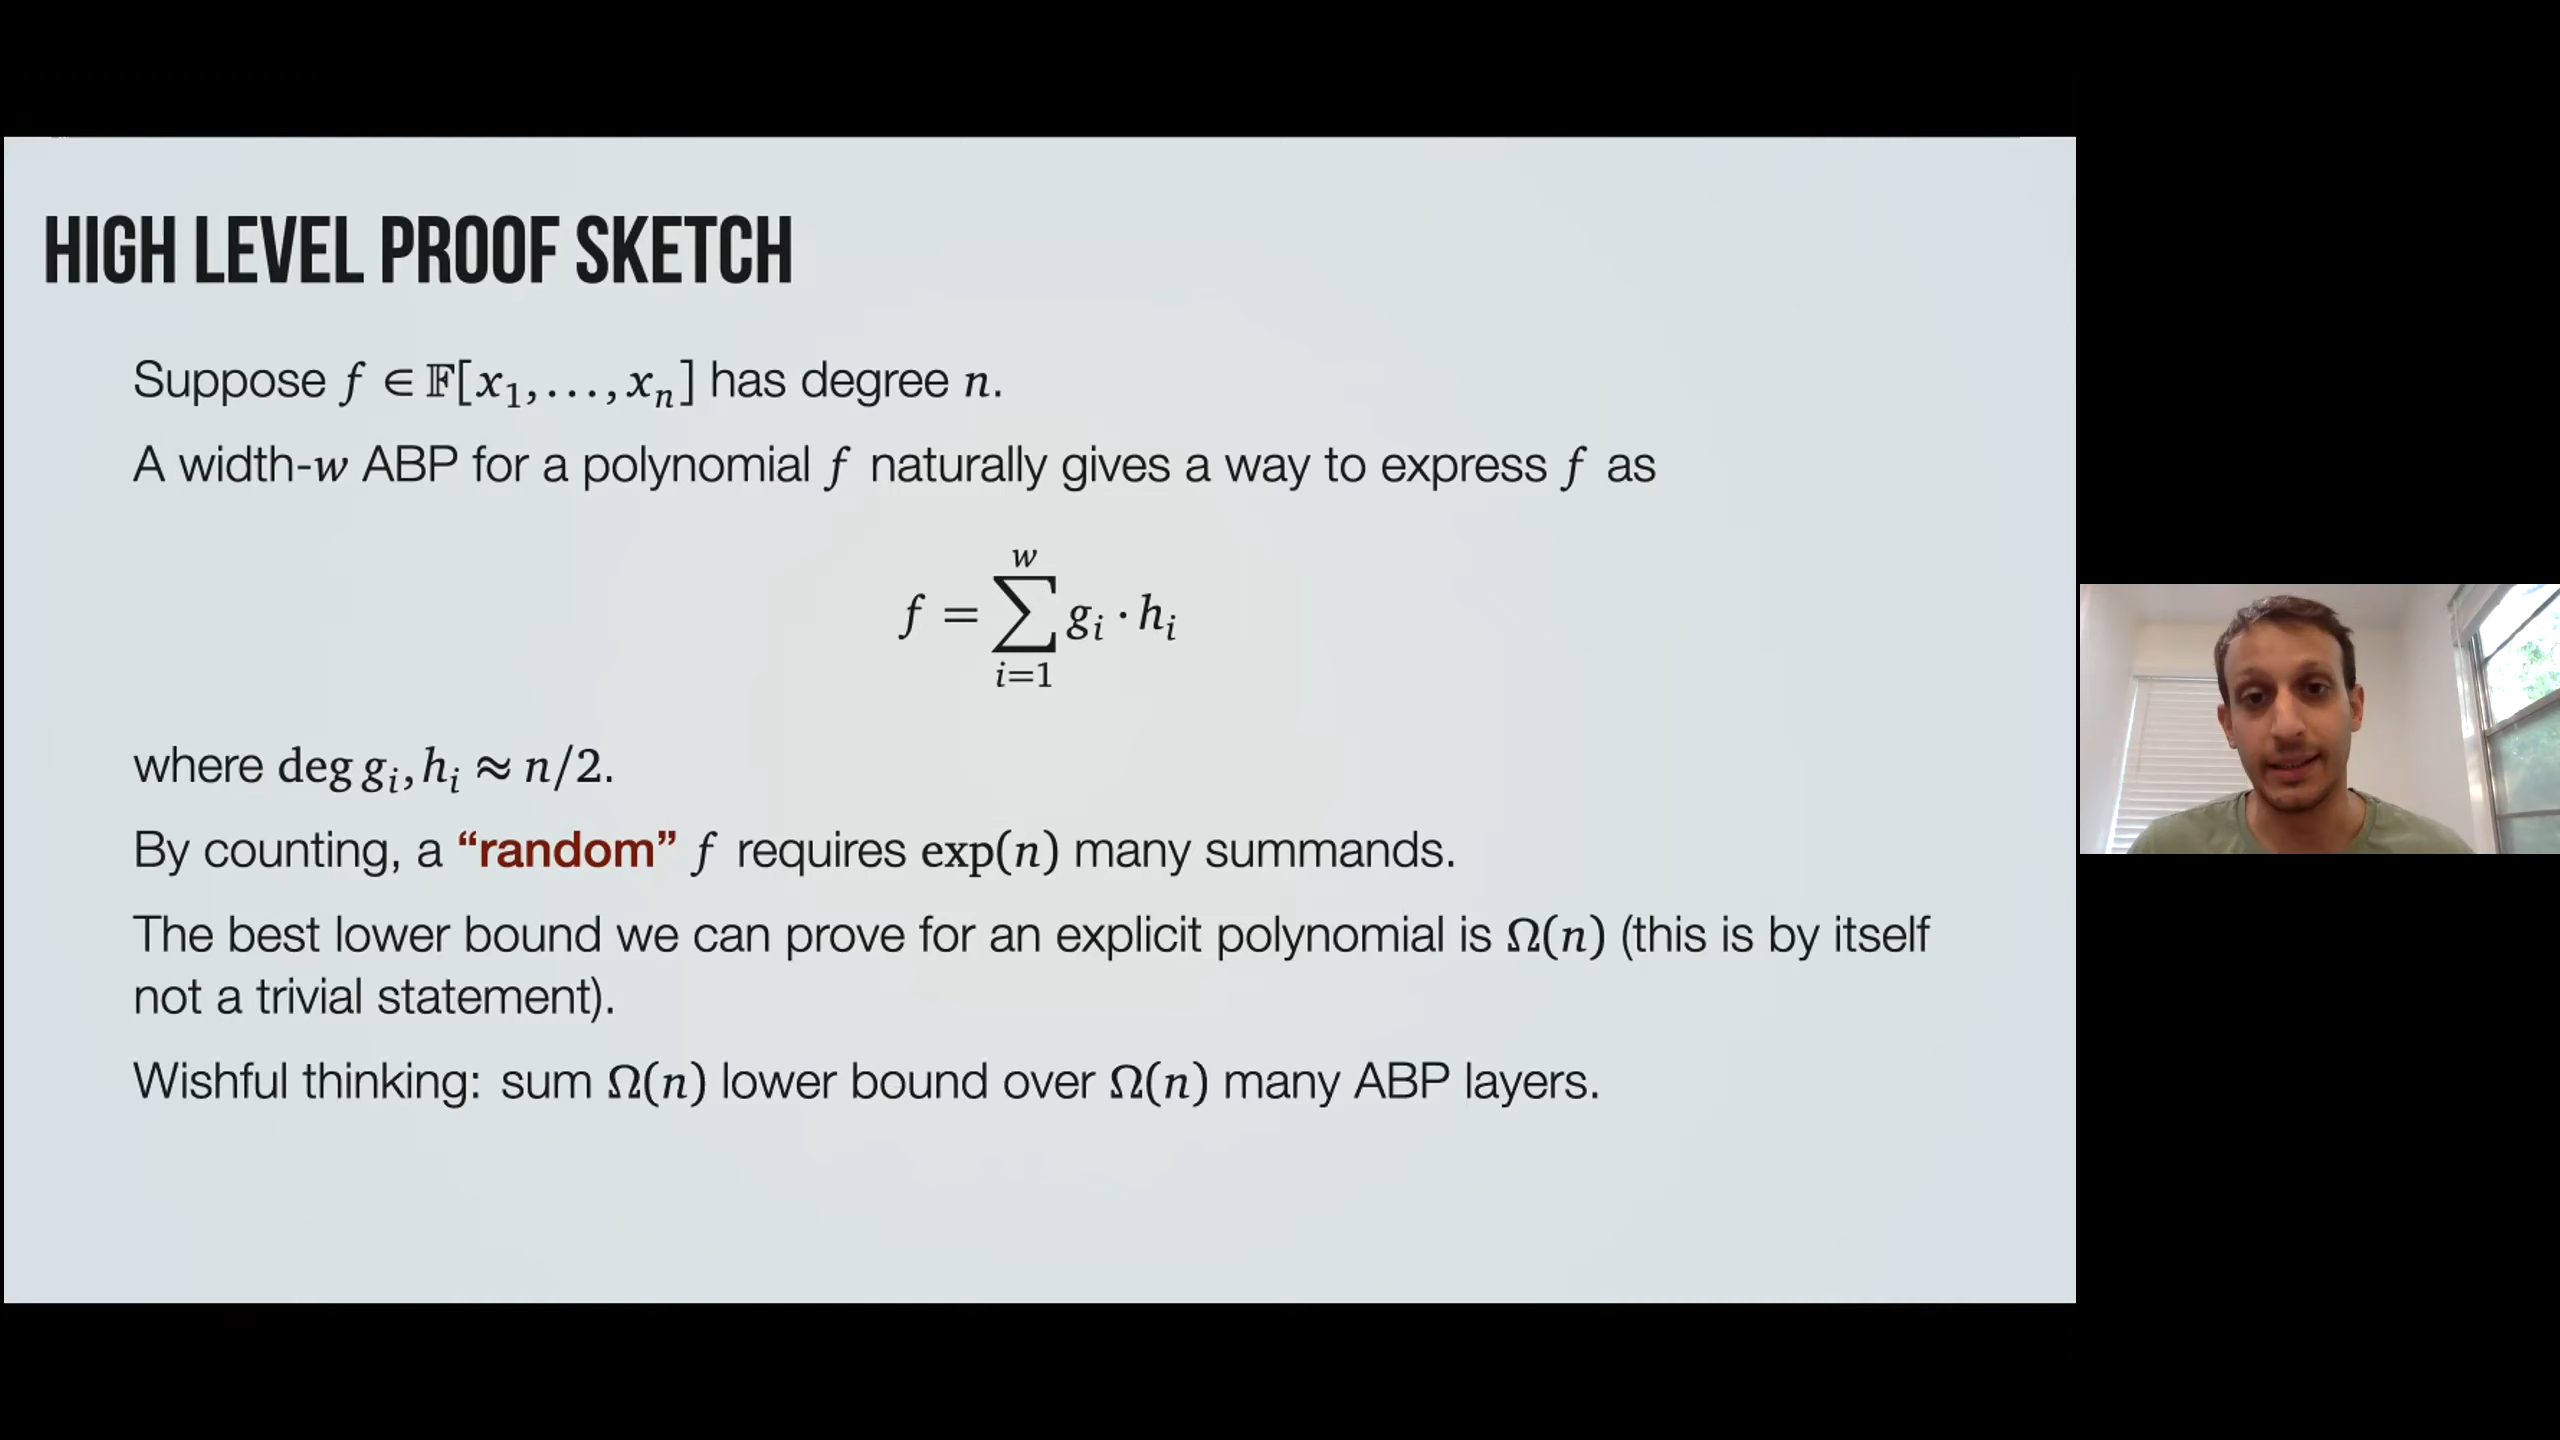 HIGH LEVEL PROOF SKETCH
Suppose f ∈ 𝔽[x₁,...,xₙ] has degree n.
A width-w ABP for a polynomial f naturally gives a way to express f as
f = ∑_{i=1}^{w} gᵢ · hᵢ
where deg gᵢ, hᵢ ≈ n/2.
By counting, a “random” f requires exp(n) many summands.
The best lower bound we can prove for an explicit polynomial is Ω(n) (this is by itself
not a trivial statement).
Wishful thinking: sum Ω(n) lower bound over Ω(n) many ABP layers.